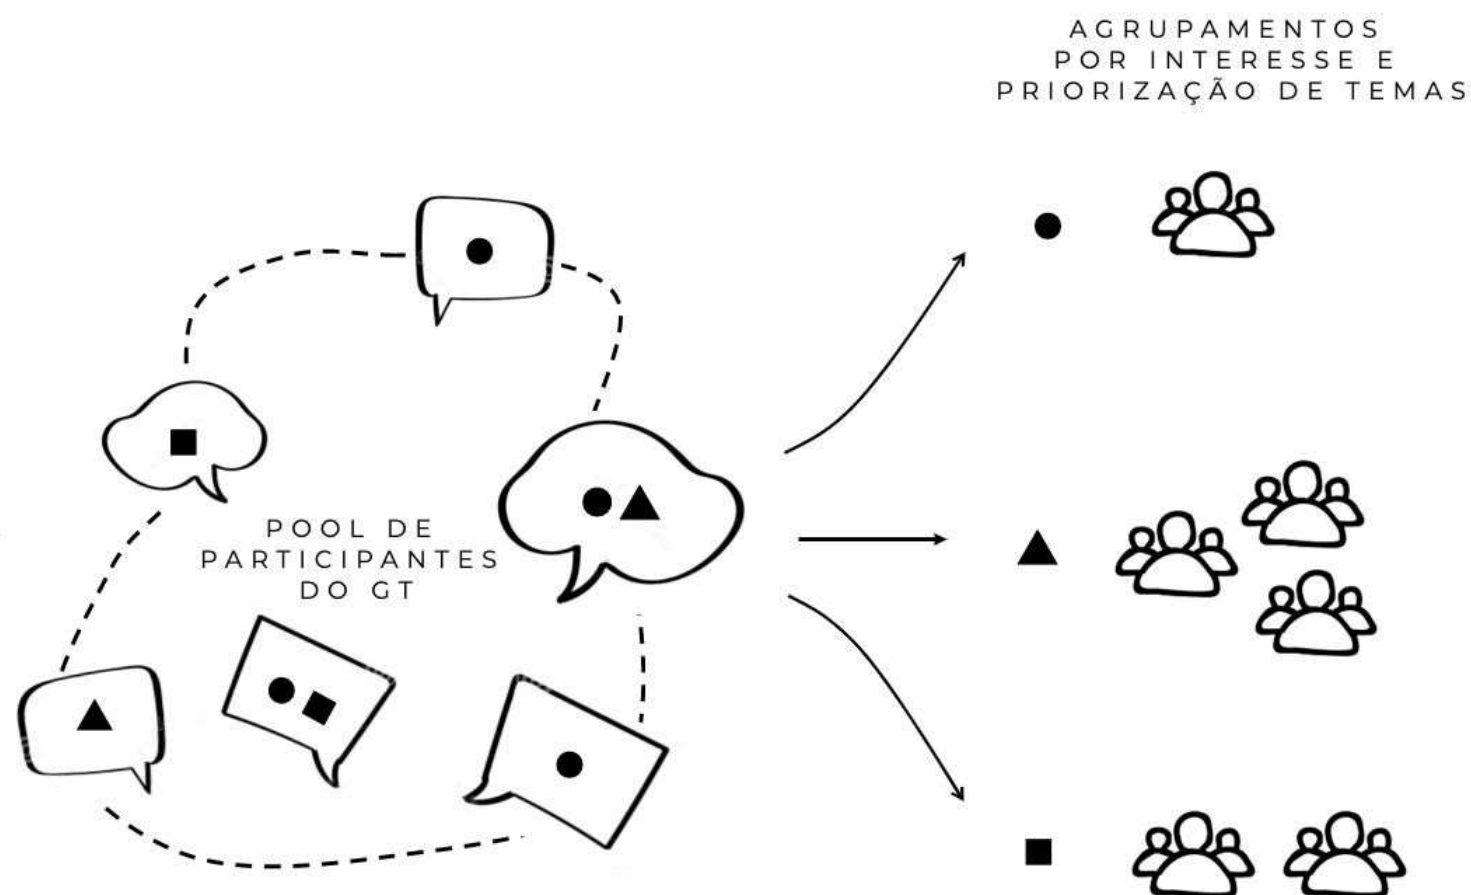 AGRUPAMENTOS
POR INTERESSE E
PRIORIZAÇÃO DE TEMAS
POOL DE
PARTICIPANTES
DO GT